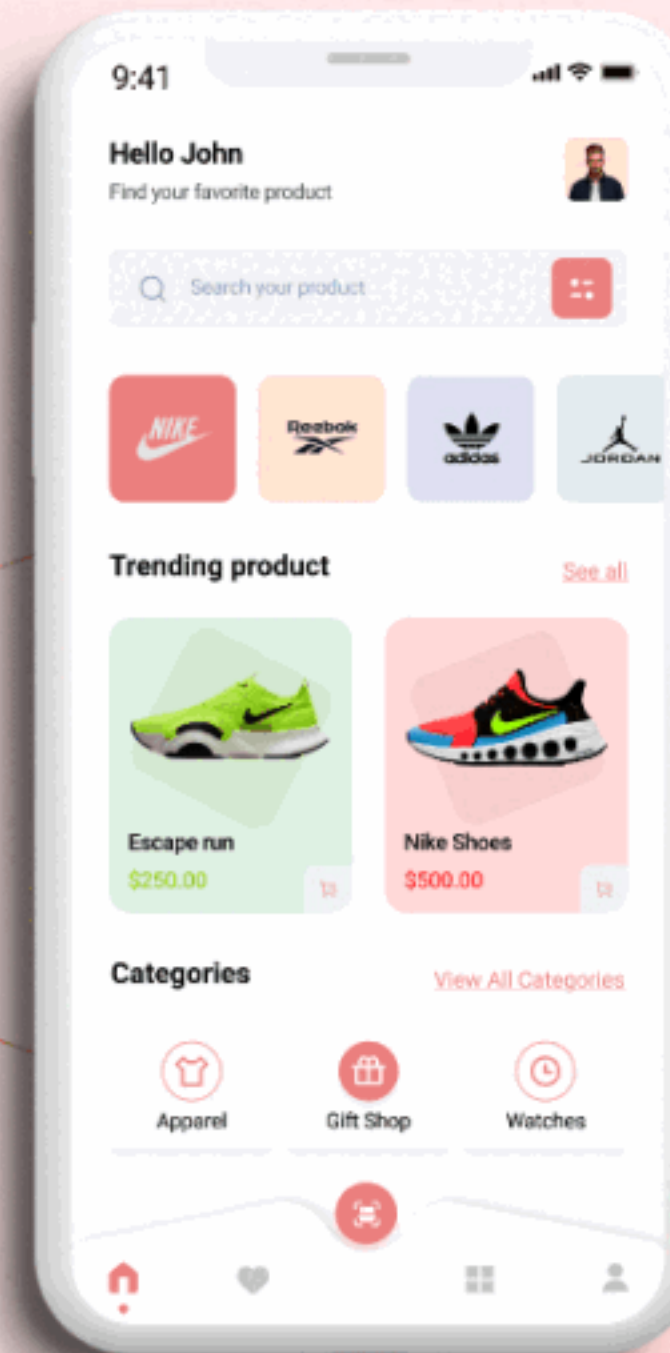 9:41
Hello John
Find your favorite product
Search your product
NIKE
Reebok
adidas
JORDAN
Trending product
See all
Escape run
$250.00
Nike Shoes
$500.00
Categories
View All Categories
Apparel
Gift Shop
Watches